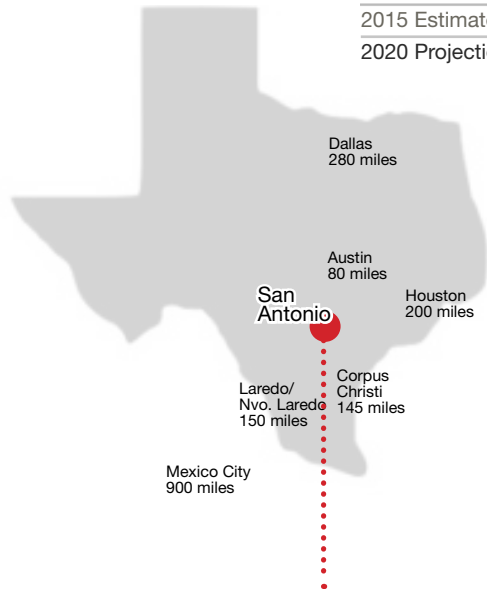 2015 Estimate
2020 Projecti
Dallas
280 miles
Austin
80 miles
San
Antonio
Houston
200 miles
Corpus
Christi
145 miles
Laredo/
Nvo. Laredo
150 miles
Mexico City
900 miles